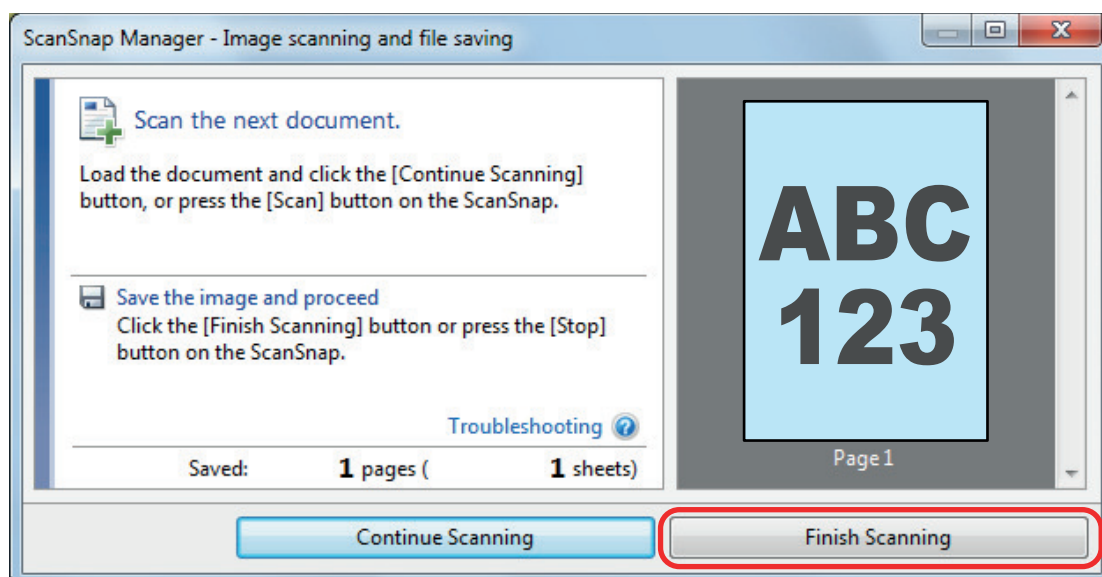 ScanSnap Manager - Image scanning and file saving
Scan the next document.
Load the document and click the [Continue Scanning]
button, or press the [Scan] button on the ScanSnap.
Save the image and proceed
Click the [Finish Scanning] button or press the [Stop]
button on the ScanSnap.
Troubleshooting
Saved: 1 pages ( 1 sheets)
ABC
123
Page 1
Continue Scanning
Finish Scanning